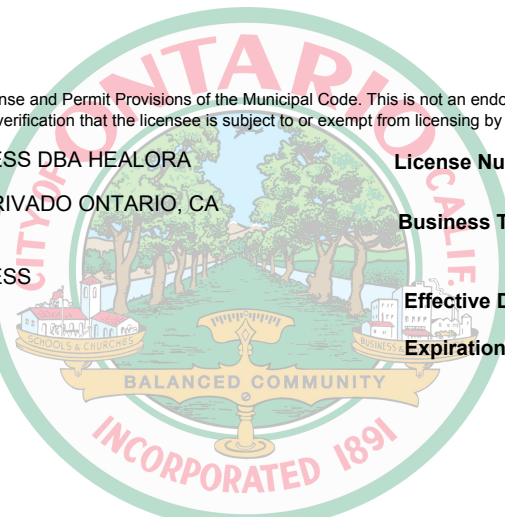 nse and Permit Provisions of the Municipal Code. This is not an endo
verification that the licensee is subject to or exempt from licensing by
ESS DBA HEALORA
License Nu
RIVADO ONTARIO, CA
Business T
ESS
Effective D
Expiration
CITY OF ONTARIO CALIF.
SCHOOLS & CHURCHES
BUSINESS &
BALANCED COMMUNITY
INCORPORATED 1891